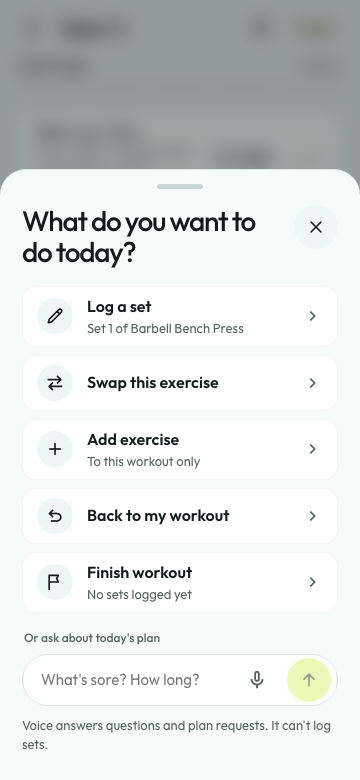 What do you want to
do today?
Log a set
Set 1 of Barbell Bench Press
Swap this exercise
Add exercise
To this workout only
Back to my workout
Finish workout
No sets logged yet
Or ask about today's plan
What's sore? How long?
Voice answers questions and plan requests. It can't log
sets.